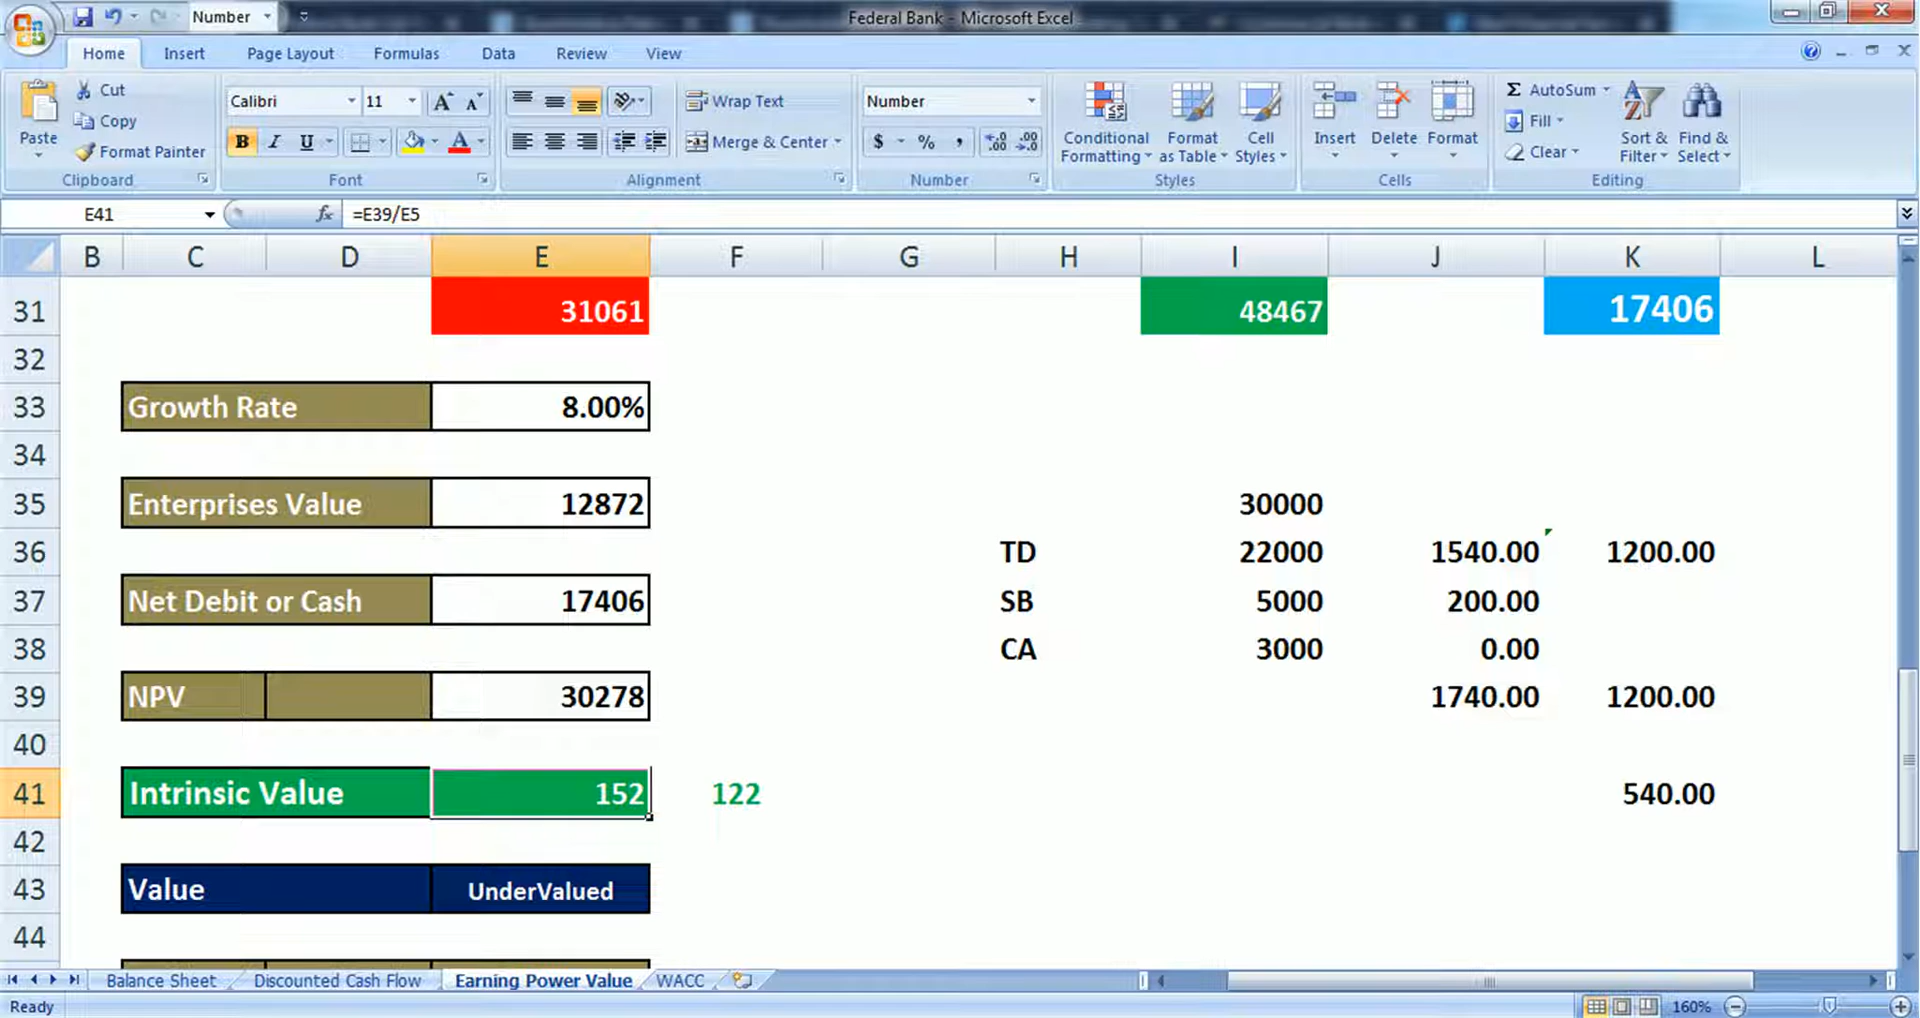 Number
Federal Bank - Microsoft Excel
Home Insert Page Layout Formulas Data Review View
Paste
Cut
Copy
Format Painter
Clipboard
Calibri 11 A A
B I U A
Font
Wrap Text
Merge & Center
Alignment
Number
$ % , .00 .00
Number
Conditional Formatting
Format as Table
Cell Styles
Styles
Insert Delete Format
Cells
Σ AutoSum
Fill
Clear
Sort & Filter
Find & Select
Editing
E41 fx =E39/E5
B C D E F G H I J K L
31 31061 48467 17406
32
33 Growth Rate 8.00%
34
35 Enterprises Value 12872 30000
36 TD 22000 1540.00 1200.00
37 Net Debit or Cash 17406 SB 5000 200.00
38 CA 3000 0.00
39 NPV 30278 1740.00 1200.00
40
41 Intrinsic Value 152 122 540.00
42
43 Value UnderValued
44
Balance Sheet Discounted Cash Flow Earning Power Value WACC
Ready 160%